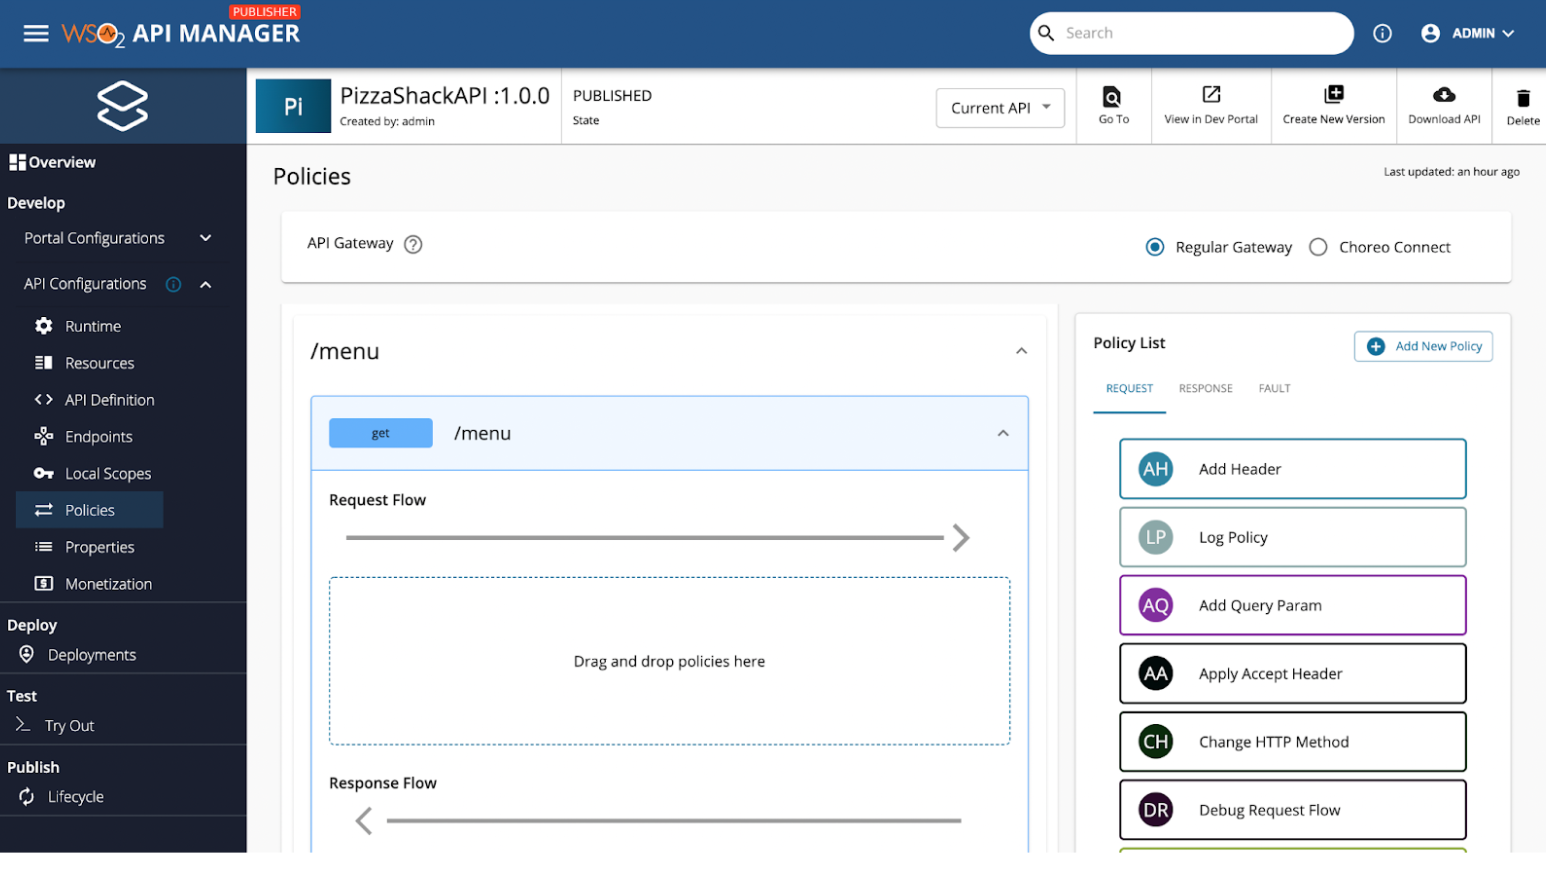 PUBLISHER
WSO2 API MANAGER
Search
ADMIN
Pi
PizzaShackAPI :1.0.0
Created by: admin
PUBLISHED
State
Current API
Go To
View in Dev Portal
Create New Version
Download API
Delete
Overview
Develop
Portal Configurations
API Configurations
Runtime
Resources
API Definition
Endpoints
Local Scopes
Policies
Properties
Monetization
Deploy
Deployments
Test
Try Out
Publish
Lifecycle
Policies
Last updated: an hour ago
API Gateway
Regular Gateway
Choreo Connect
/menu
get /menu
Request Flow
Drag and drop policies here
Response Flow
Policy List
Add New Policy
REQUEST RESPONSE FAULT
AH Add Header
LP Log Policy
AQ Add Query Param
AA Apply Accept Header
CH Change HTTP Method
DR Debug Request Flow